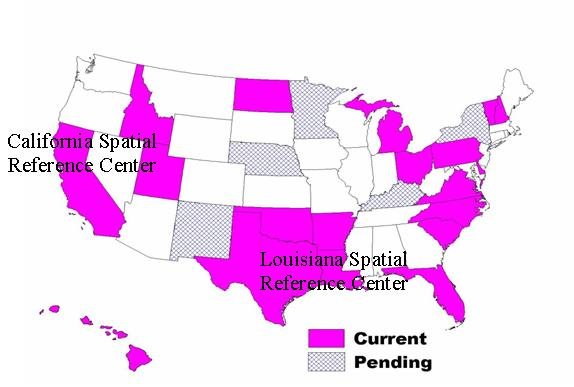 California Spatial
Reference Center
Louisiana Spatial
Reference Center
Current
Pending